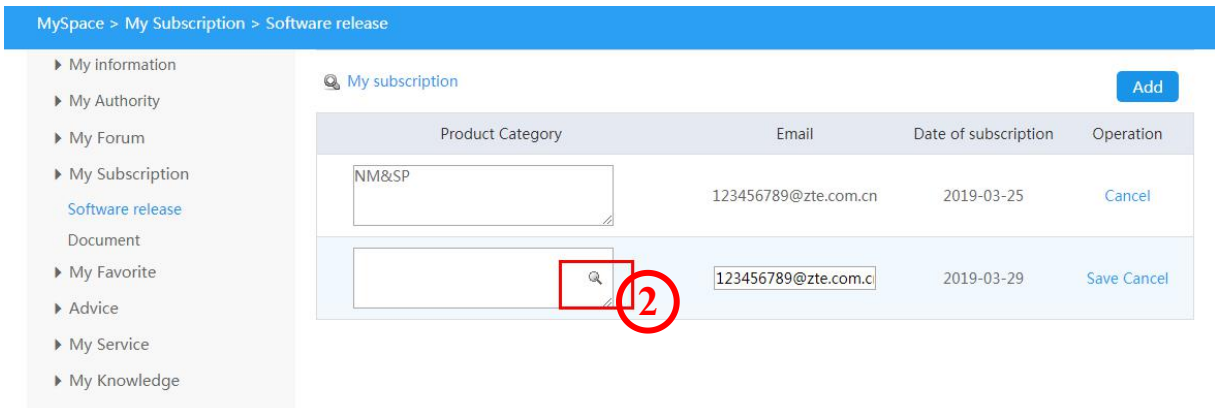 MySpace > My Subscription > Software release
My information
My Authority
My Forum
My Subscription
Software release
Document
My Favorite
Advice
My Service
My Knowledge
My subscription
Add
Product Category Email Date of subscription Operation
NM&SP 123456789@zte.com.cn 2019-03-25 Cancel
123456789@zte.com.c 2019-03-29 Save Cancel
2